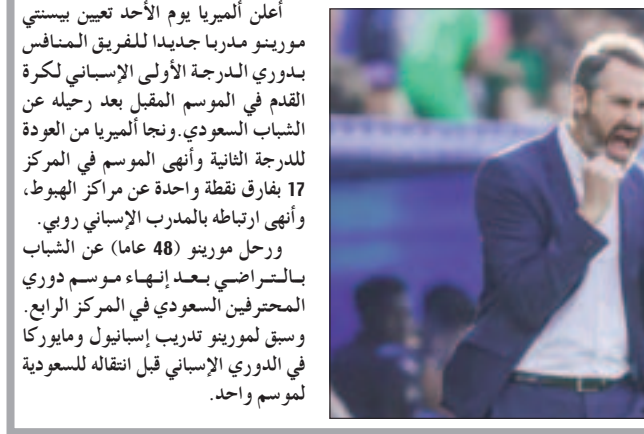 أعلن ألميريا يوم الأحد تعيين بيسنتي
مورينو مدربا جديدا للفريق المنافس
بدوري الدرجة الأولى الإسباني لكرة
القدم في الموسم المقبل بعد رحيله عن
الشباب السعودي.ونجا ألميريا من العودة
للدرجة الثانية وأنهى الموسم في المركز
17 بفارق نقطة واحدة عن مراكز الهبوط،
وأنهى ارتباطه بالمدرب الإسباني روبي.
ورحل مورينو (48 عاما) عن الشباب
بالتراضي بعد إنهاء موسم دوري
المحترفين السعودي في المركز الرابع.
وسبق لمورينو تدريب إسبانيول ومايوركا
في الدوري الإسباني قبل انتقاله للسعودية
لموسم واحد.